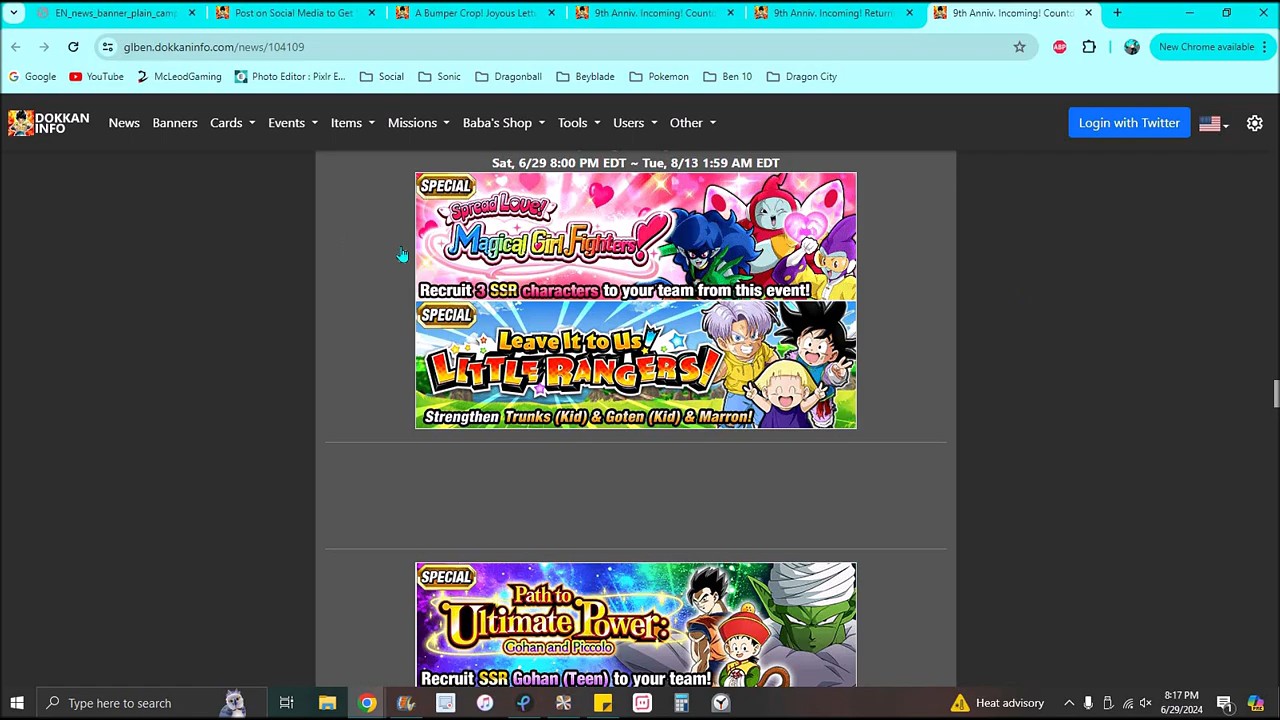 EN_news_banner_plain_camp
Post on Social Media to Get
A Bumper Crop! Joyous Lett
9th Anniv. Incoming! Countd
9th Anniv. Incoming! Return
9th Anniv. Incoming! Countd
glben.dokkaninfo.com/news/104109
ABP
New Chrome available
Google YouTube McLeodGaming Photo Editor : Pixlr E... Social Sonic Dragonball Beyblade Pokemon Ben 10 Dragon City
DOKKAN
INFO
News Banners Cards Events Items Missions Baba's Shop Tools Users Other
Login with Twitter
Sat, 6/29 8:00 PM EDT ~ Tue, 8/13 1:59 AM EDT
SPECIAL
Spread Love!
Magical Girl Fighters!
Recruit 3 SSR characters to your team from this event!
SPECIAL
Leave It to Us!
LITTLE RANGERS!
Strengthen Trunks (Kid) & Goten (Kid) & Marron!
SPECIAL
Path to
Ultimate Power:
Gohan and Piccolo
Recruit SSR Gohan (Teen) to your team!
Type here to search
Heat advisory
8:17 PM
6/29/2024